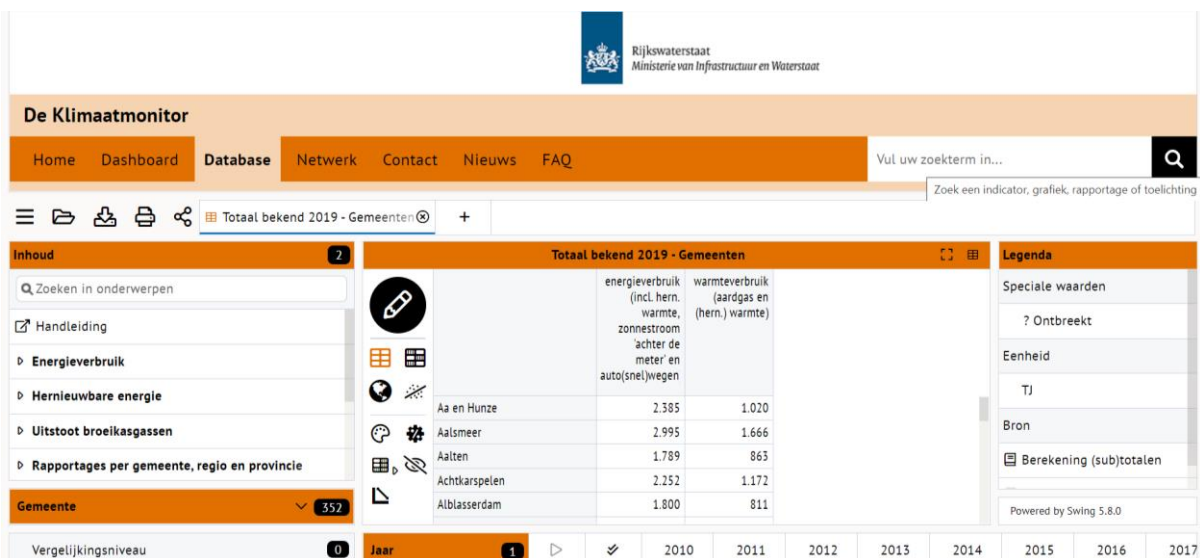 Rijkswaterstaat
Ministerie van Infrastructuur en Waterstaat
De Klimaatmonitor
Home Dashboard Database Netwerk Contact Nieuws FAQ
Vul uw zoekterm in...
Zoek een indicator, grafiek, rapportage of toelichting
Totaal bekend 2019 - Gemeenten
+
Inhoud 2
Zoeken in onderwerpen
Handleiding
Energieverbruik
Hernieuwbare energie
Uitstoot broeikasgassen
Rapportages per gemeente, regio en provincie
Gemeente 352
Vergelijkingsniveau 0
Totaal bekend 2019 - Gemeenten
energieverbruik
(incl. hern.
warmte,
zonnestroom
'achter de
meter' en
auto(snel)wegen
warmteverbruik
(aardgas en
(hern.) warmte)
Aa en Hunze 2.385 1.020
Aalsmeer 2.995 1.666
Aalten 1.789 863
Achtkarspelen 2.252 1.172
Alblasserdam 1.800 811
Jaar 1 2010 2011 2012 2013 2014 2015 2016 2017
Legenda
Speciale waarden
? Ontbreekt
Eenheid
TJ
Bron
Berekening (sub)totalen
Powered by Swing 5.8.0